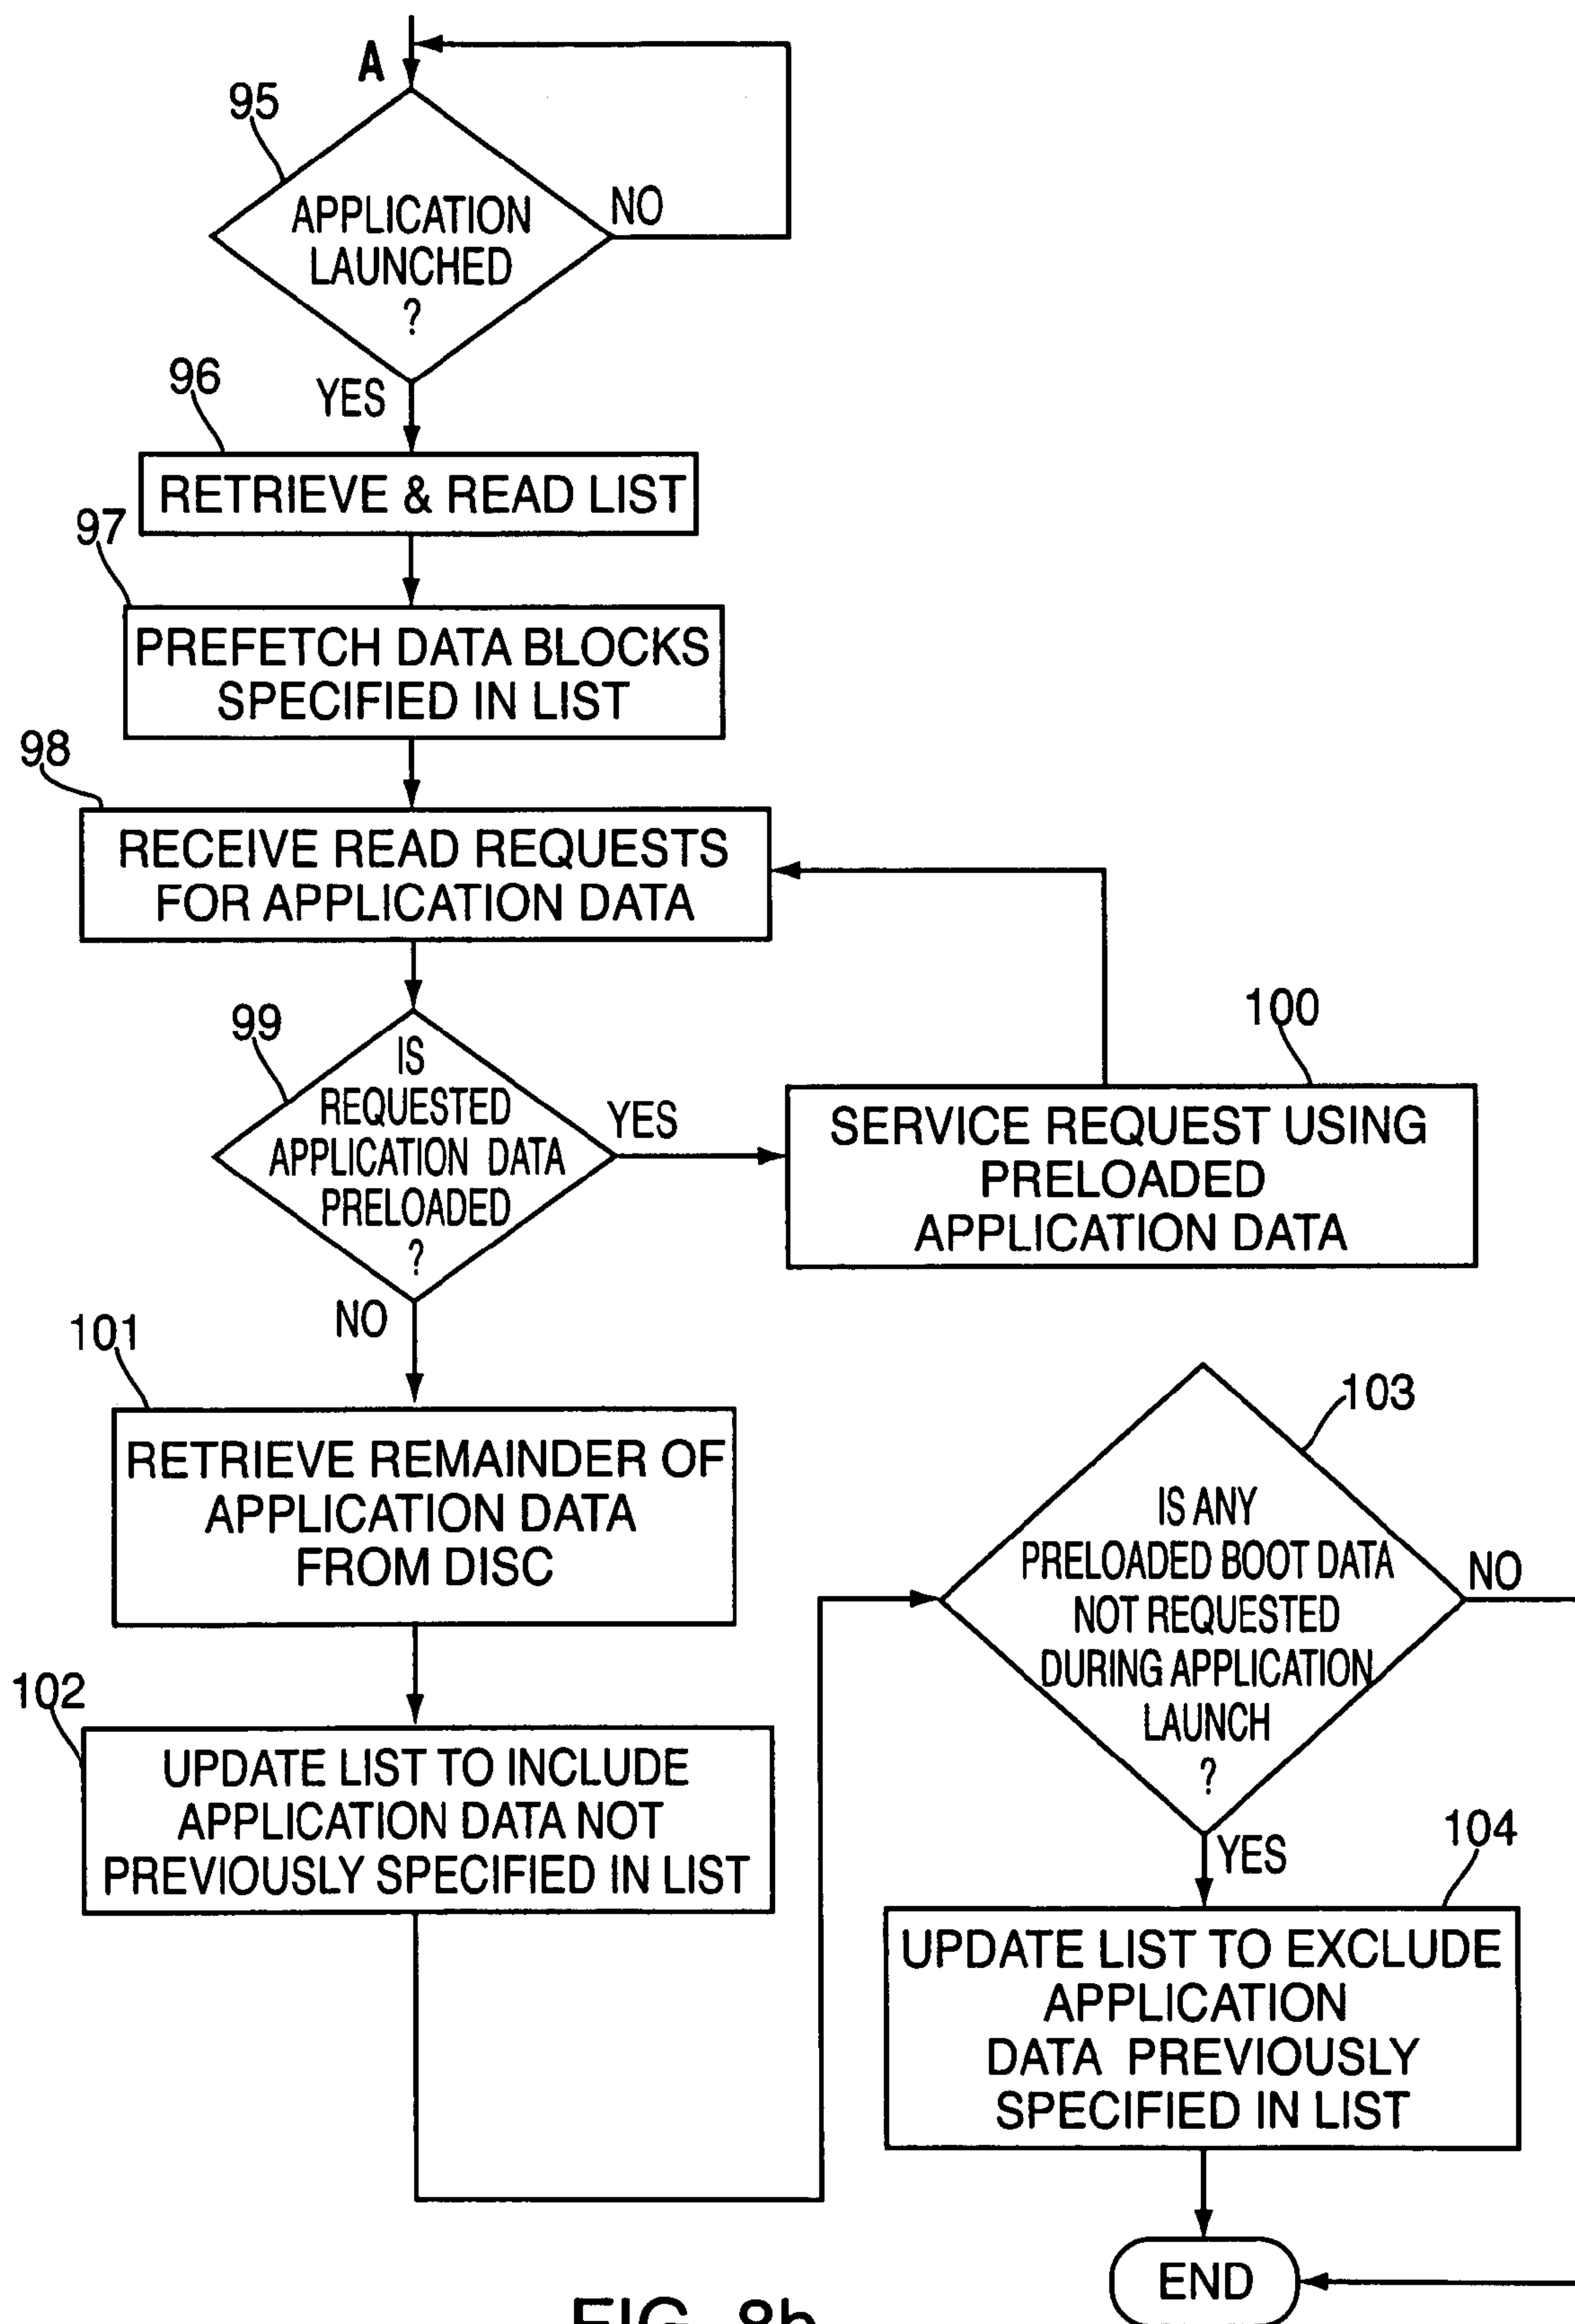 A
95
APPLICATION
LAUNCHED
?
NO
YES
96
RETRIEVE & READ LIST
97
PREFETCH DATA BLOCKS
SPECIFIED IN LIST
98
RECEIVE READ REQUESTS
FOR APPLICATION DATA
99
IS
REQUESTED
APPLICATION DATA
PRELOADED
?
YES
100
SERVICE REQUEST USING
PRELOADED
APPLICATION DATA
NO
101
RETRIEVE REMAINDER OF
APPLICATION DATA
FROM DISC
102
UPDATE LIST TO INCLUDE
APPLICATION DATA NOT
PREVIOUSLY SPECIFIED IN LIST
103
IS ANY
PRELOADED BOOT DATA
NOT REQUESTED
DURING APPLICATION
LAUNCH
?
NO
YES
104
UPDATE LIST TO EXCLUDE
APPLICATION
DATA PREVIOUSLY
SPECIFIED IN LIST
END
FIG. 8b